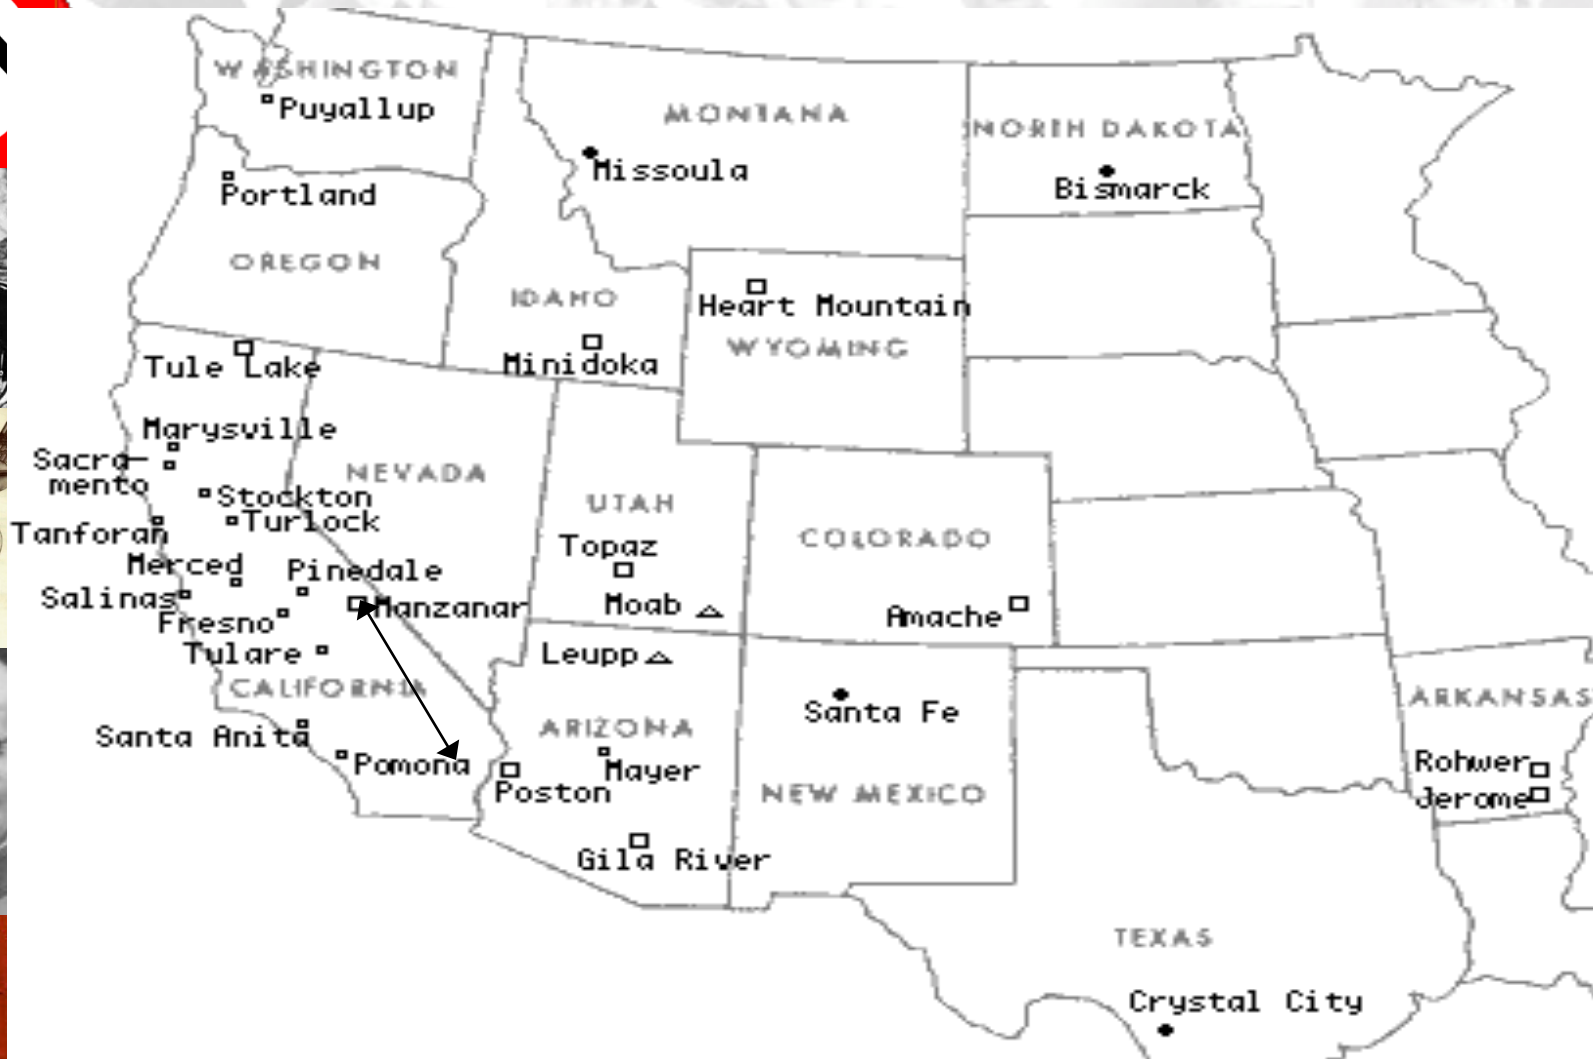 WASHINGTON
Puyallup
MONTANA
NORTH DAKOTA
Missoula
Bismarck
Portland
OREGON
IDAHO
Heart Mountain
WYOMING
Minidoka
Tule Lake
Marysville
Sacra-
mento
NEVADA
Stockton
UTAH
Turlock
Tanforan
COLORADO
Topaz
Merced
Pinedale
Salinas
Manzanar
Moab
Amache
Fresno
Tulare
Leupp
CALIFORNIA
ARKANSAS
Santa Fe
ARIZONA
Santa Anita
Pomona
Mayer
Rohwer
Poston
NEW MEXICO
Jerome
Gila River
TEXAS
Crystal City